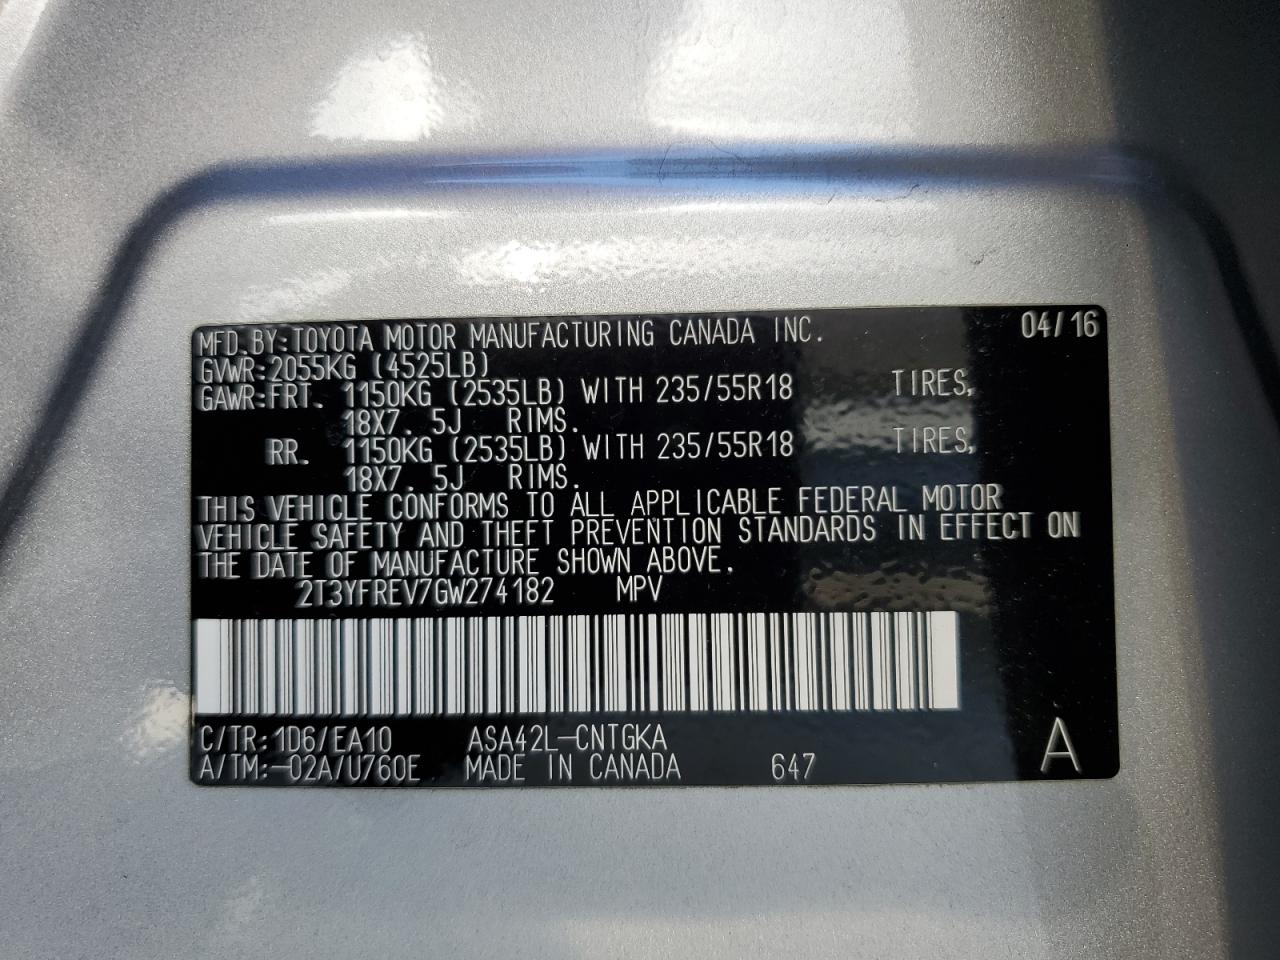 MFD.BY:TOYOTA MOTOR MANUFACTURING CANADA INC. 04/16
GVWR:2055KG (4525LB)
GAWR:FRT. 1150KG (2535LB) WITH 235/55R18 TIRES,
18X7. 5J RIMS.
RR. 1150KG (2535LB) WITH 235/55R18 TIRES,
18X7. 5J RIMS.
THIS VEHICLE CONFORMS TO ALL APPLICABLE FEDERAL MOTOR
VEHICLE SAFETY AND THEFT PREVENTION STANDARDS IN EFFECT ON
THE DATE OF MANUFACTURE SHOWN ABOVE.
2T3YFREV7GW274182 MPV
C/TR:1D6/EA10 ASA42L-CNTGKA
A/TM:-02A/U760E MADE IN CANADA 647 A